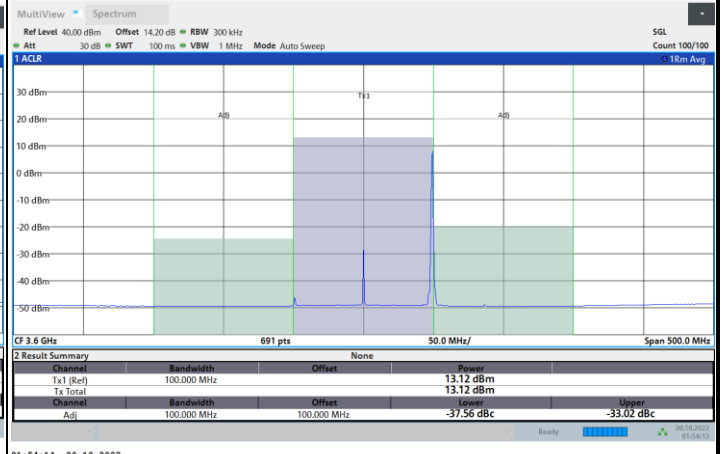 MultiView Spectrum
Ref Level 40.00 dBm Offset 14.20 dB RBW 300 kHz SGL
Att 30 dB SWT 100 ms VBW 1 MHz Mode Auto Sweep Count 100/100
1 ACLR 1Rm Avg
30 dBm
Tx1
20 dBm Adj Adj
10 dBm
0 dBm
-10 dBm
-20 dBm
-30 dBm
-40 dBm
-50 dBm
CF 3.6 GHz 691 pts 50.0 MHz/ Span 500.0 MHz
2 Result Summary None
Channel Bandwidth Offset Power
Tx1 (Ref) 100.000 MHz 13.12 dBm
Tx Total 13.12 dBm
Channel Bandwidth Offset Lower Upper
Adj 100.000 MHz 100.000 MHz -37.56 dBc -33.02 dBc
Ready 20.10.2022
01:54:13